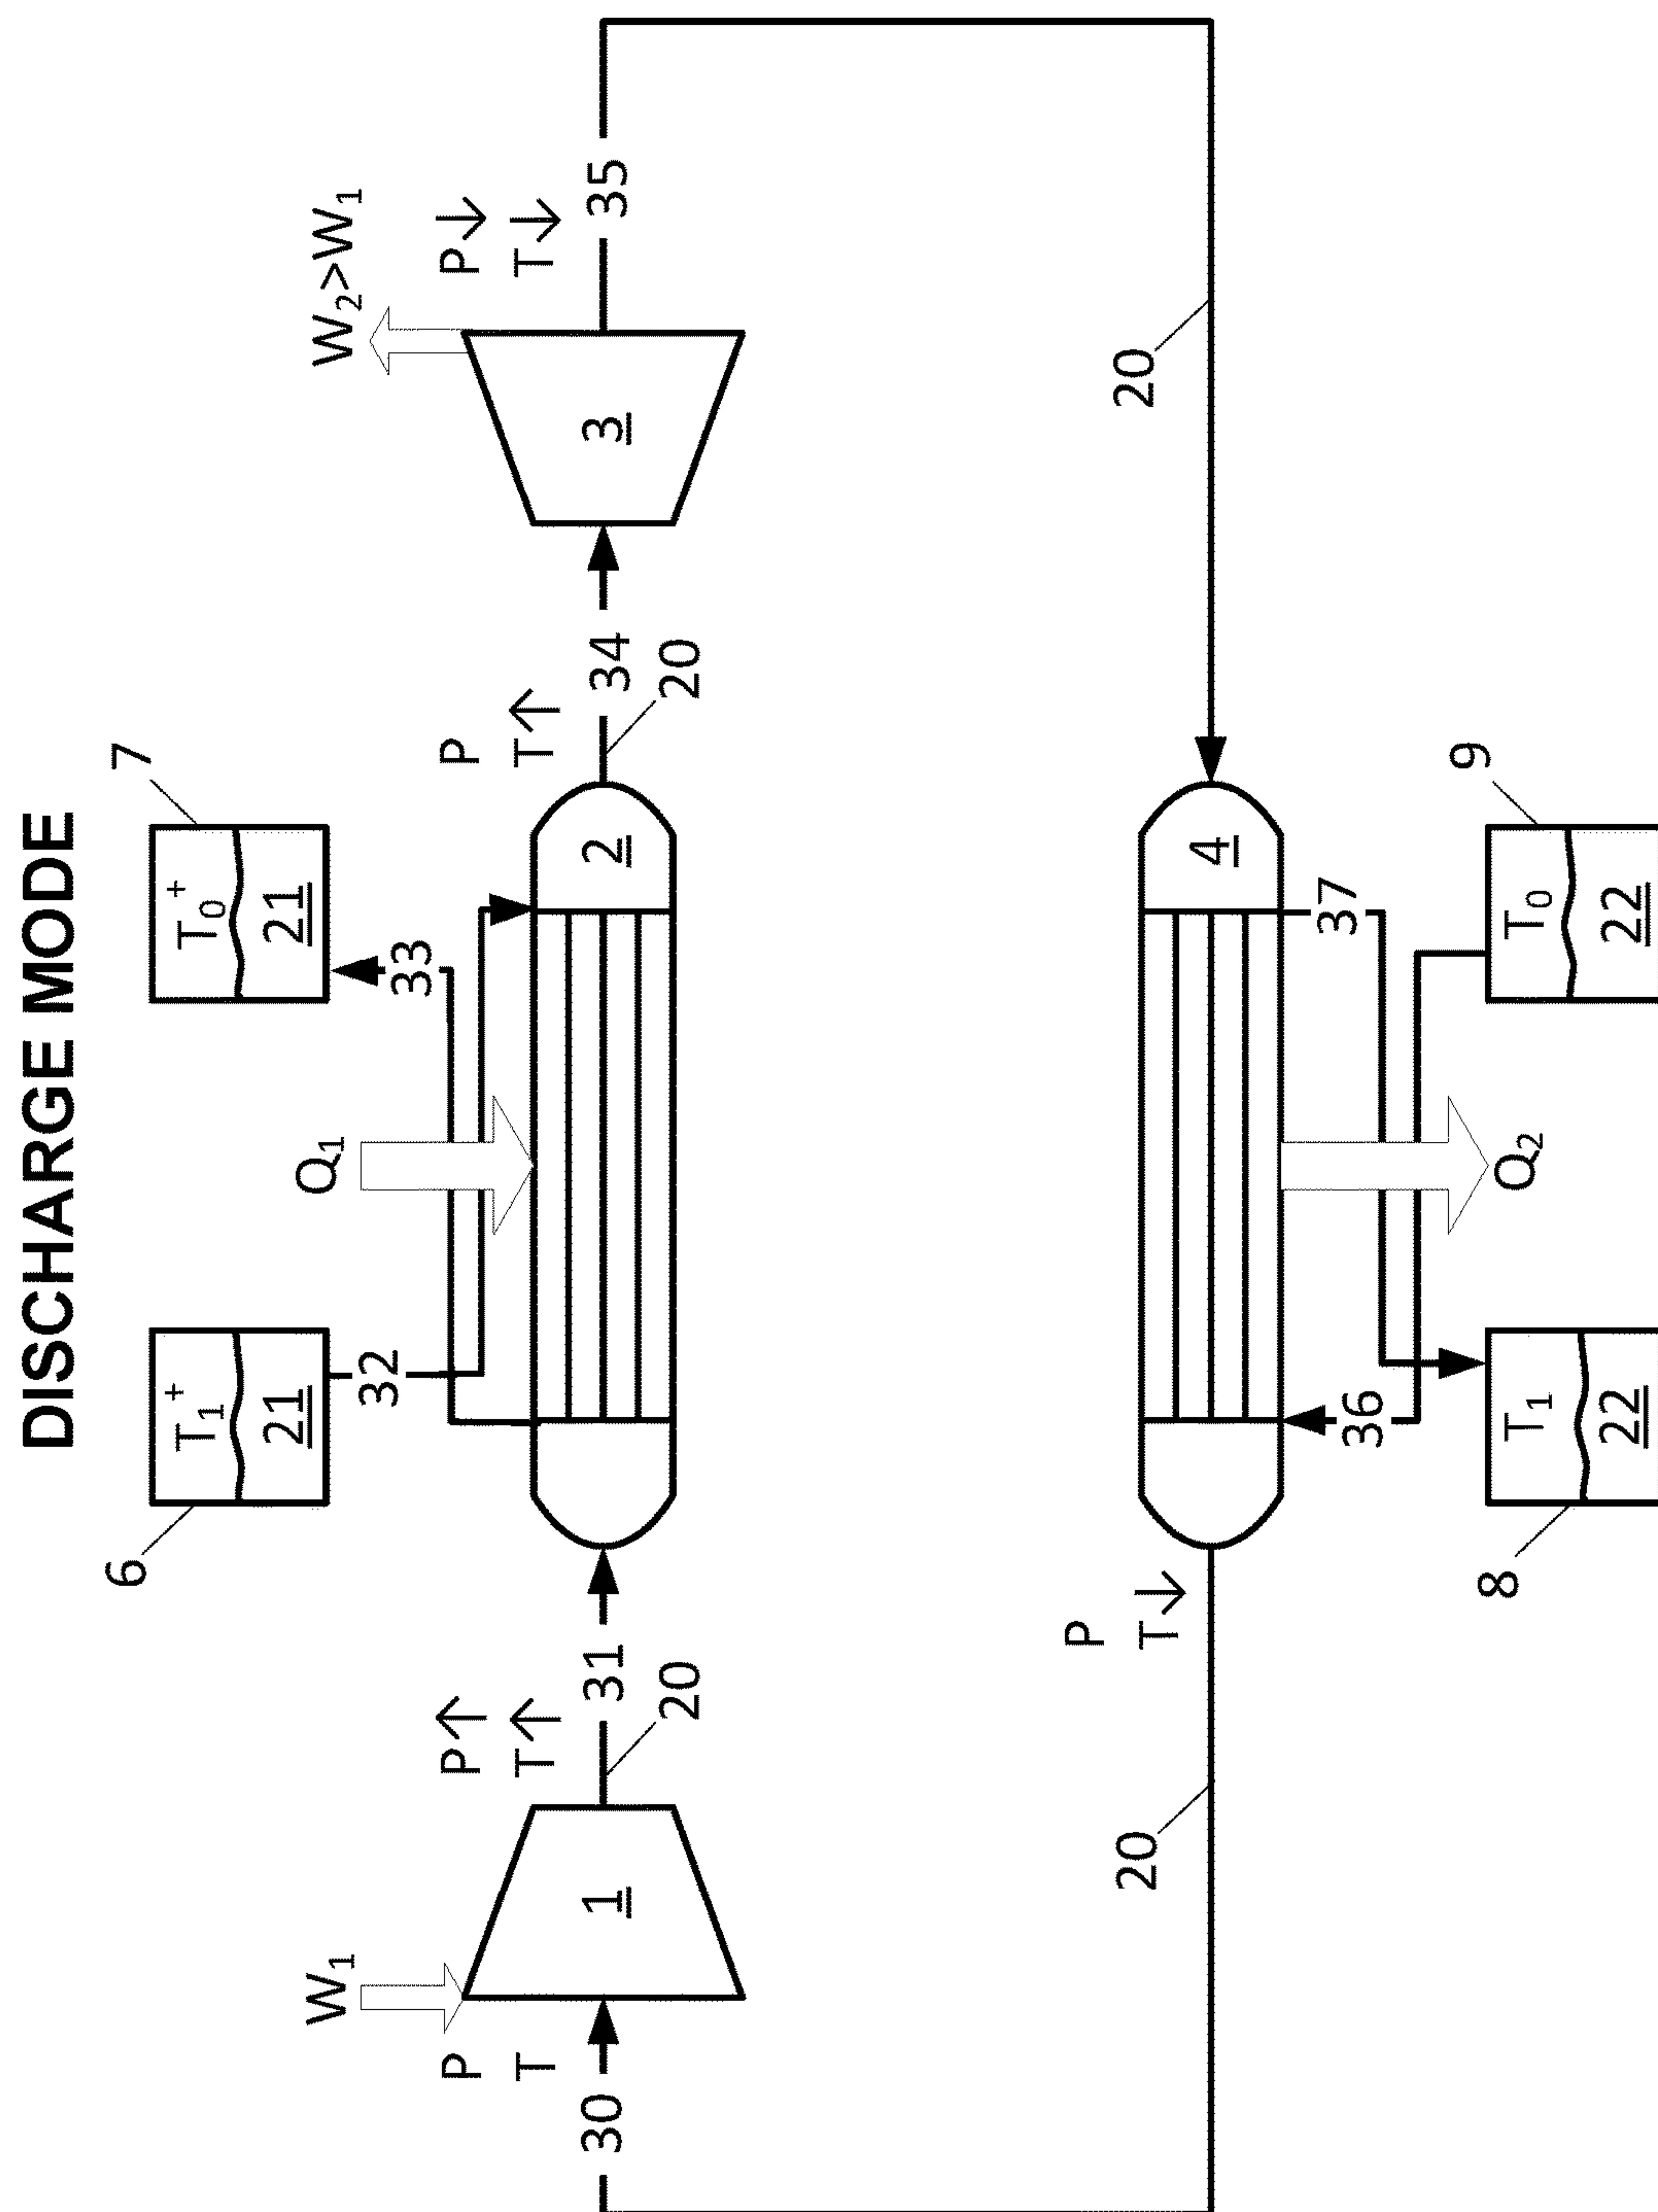 DISCHARGE MODE
6
T₁⁺
21
7
T₀⁺
21
32
33
Q₁
W₁
W₂>W₁
P
T
P↑
T↑
P
T↑
P↓
T↓
30
1
31
20
2
34
20
3
35
P
T↓
4
20
20
36
37
Q₂
8
T₁
22
9
T₀
22